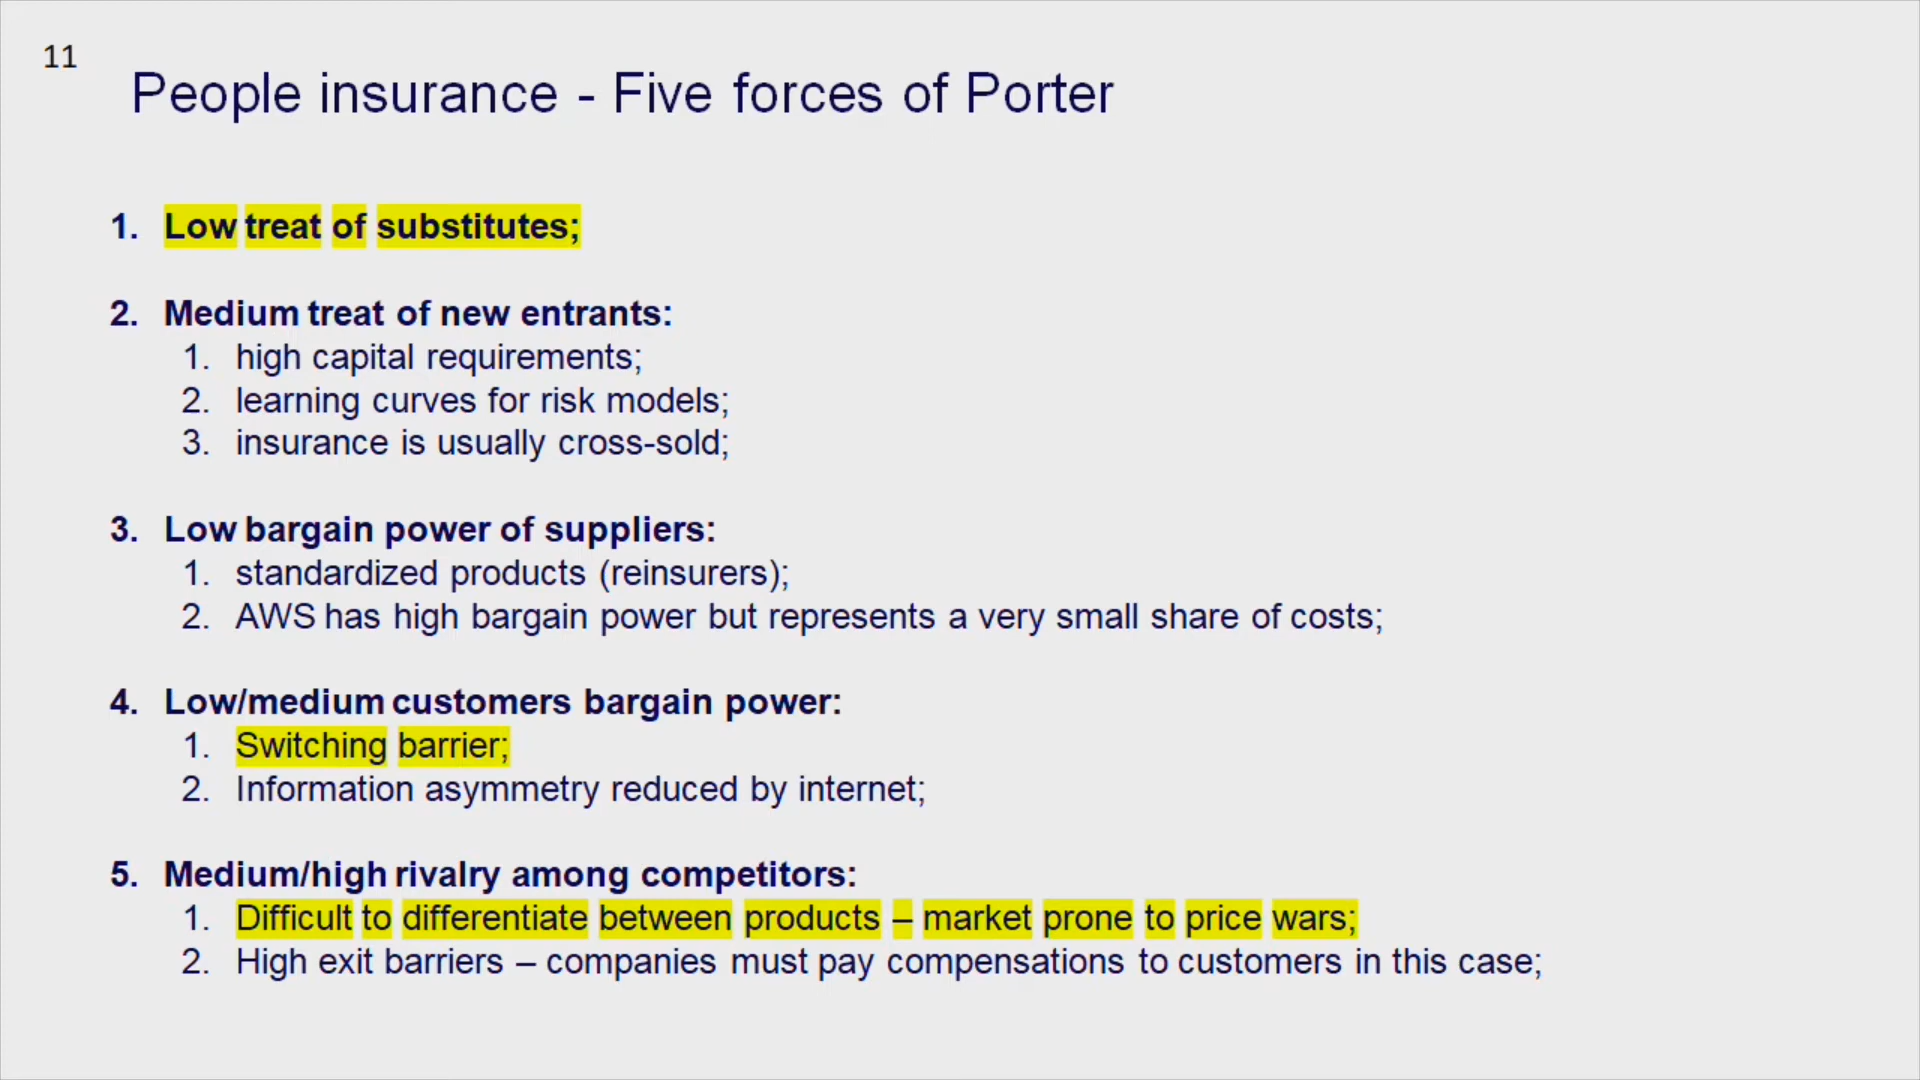 11
People insurance - Five forces of Porter
1. Low treat of substitutes;
2. Medium treat of new entrants:
1. high capital requirements;
2. learning curves for risk models;
3. insurance is usually cross-sold;
3. Low bargain power of suppliers:
1. standardized products (reinsurers);
2. AWS has high bargain power but represents a very small share of costs;
4. Low/medium customers bargain power:
1. Switching barrier;
2. Information asymmetry reduced by internet;
5. Medium/high rivalry among competitors:
1. Difficult to differentiate between products – market prone to price wars;
2. High exit barriers – companies must pay compensations to customers in this case;